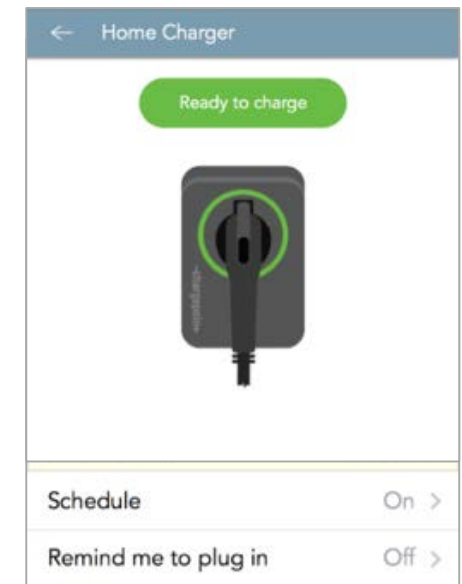 ← Home Charger
Ready to charge
Schedule On >
Remind me to plug in Off >